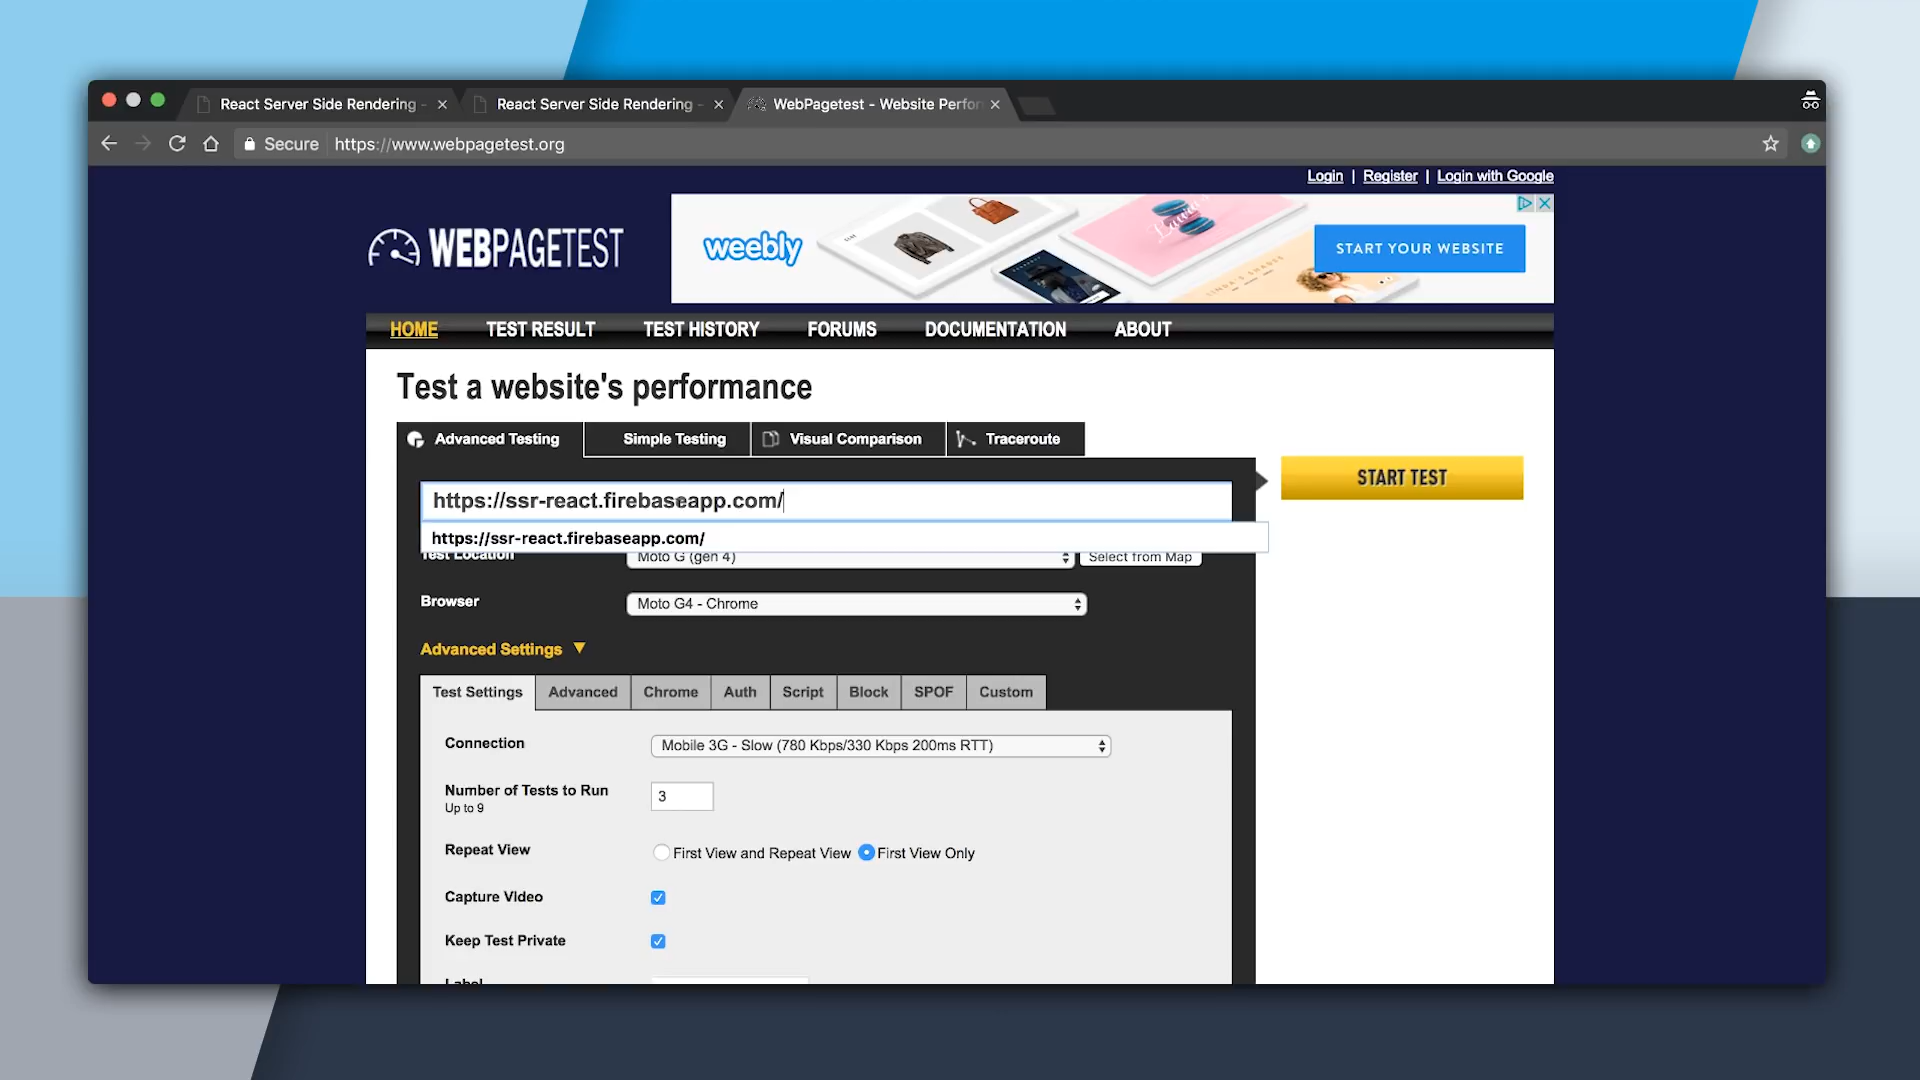 React Server Side Rendering -
React Server Side Rendering -
WebPagetest - Website Perfor
Secure
https://www.webpagetest.org
Login | Register | Login with Google
WEBPAGETEST
weebly
START YOUR WEBSITE
HOME
TEST RESULT
TEST HISTORY
FORUMS
DOCUMENTATION
ABOUT
Test a website's performance
Advanced Testing
Simple Testing
Visual Comparison
Traceroute
https://ssr-react.firebaseapp.com/
START TEST
https://ssr-react.firebaseapp.com/
Test Location
Moto G (gen 4)
Select from Map
Browser
Moto G4 - Chrome
Advanced Settings ▼
Test Settings
Advanced
Chrome
Auth
Script
Block
SPOF
Custom
Connection
Mobile 3G - Slow (780 Kbps/330 Kbps 200ms RTT)
Number of Tests to Run
Up to 9
3
Repeat View
First View and Repeat View
First View Only
Capture Video
Keep Test Private
Label